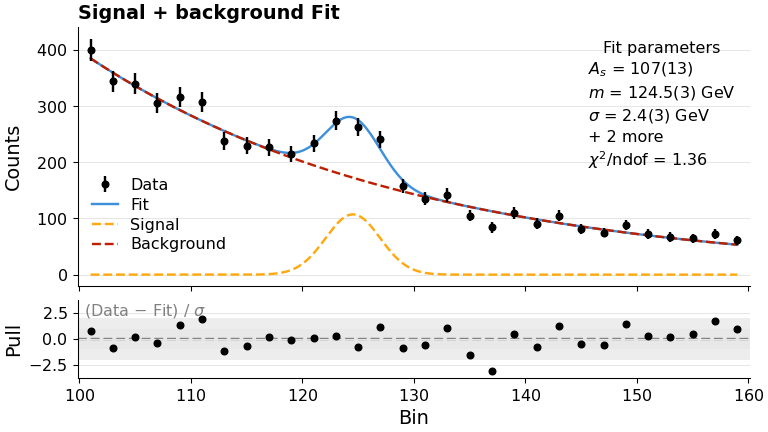 Signal + background Fit
400
300
200
100
0
Counts
Data
Fit
Signal
Background
Fit parameters
A_s = 107(13)
m = 124.5(3) GeV
σ = 2.4(3) GeV
+ 2 more
χ²/ndof = 1.36
(Data − Fit) / σ
2.5
0.0
−2.5
Pull
100 110 120 130 140 150 160
Bin